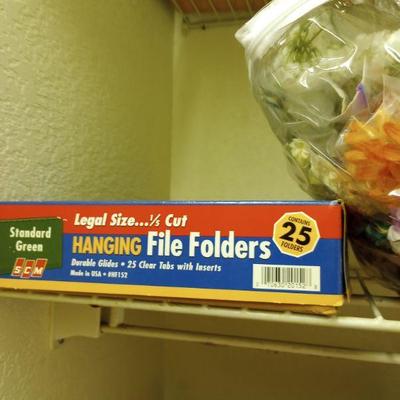 Legal Size...⅕ Cut
Standard Green
HANGING File Folders
CONTAINS 25 FOLDERS
Durable Glides • 25 Clear Tabs with Inserts
Made in USA • #HF152
SCM